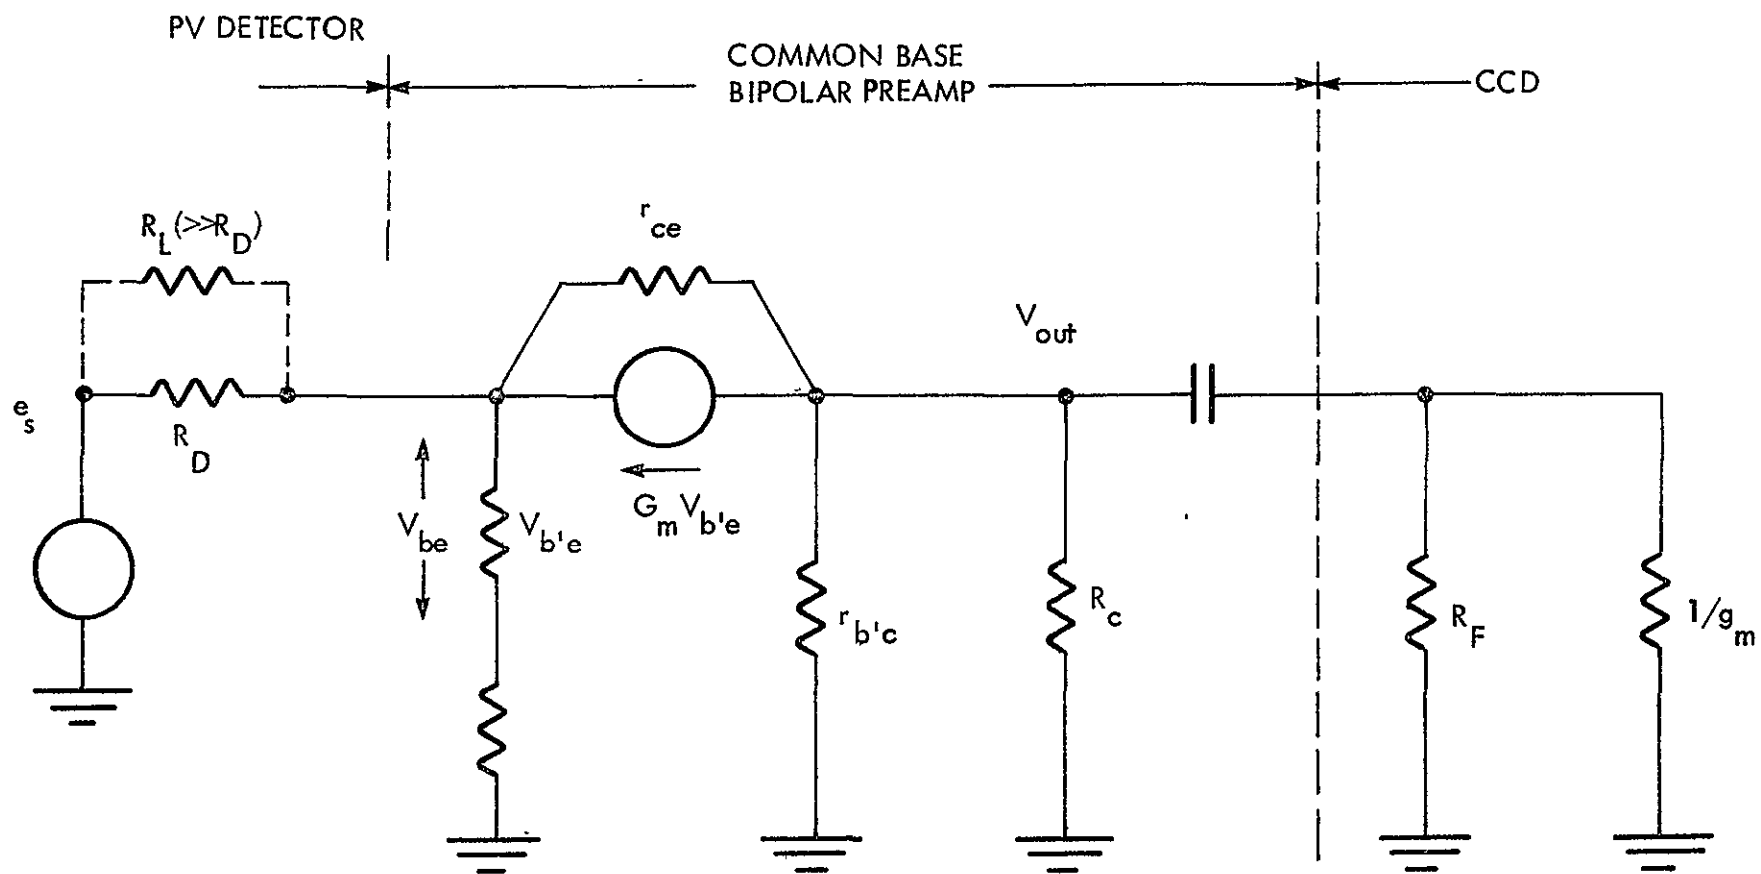 PV DETECTOR
COMMON BASE
BIPOLAR PREAMP
CCD
R_L (>>R_D)
r_ce
V_out
e_s
R_D
V_be
V_b'e
G_m V_b'e
r_b'c
R_c
R_F
1/g_m